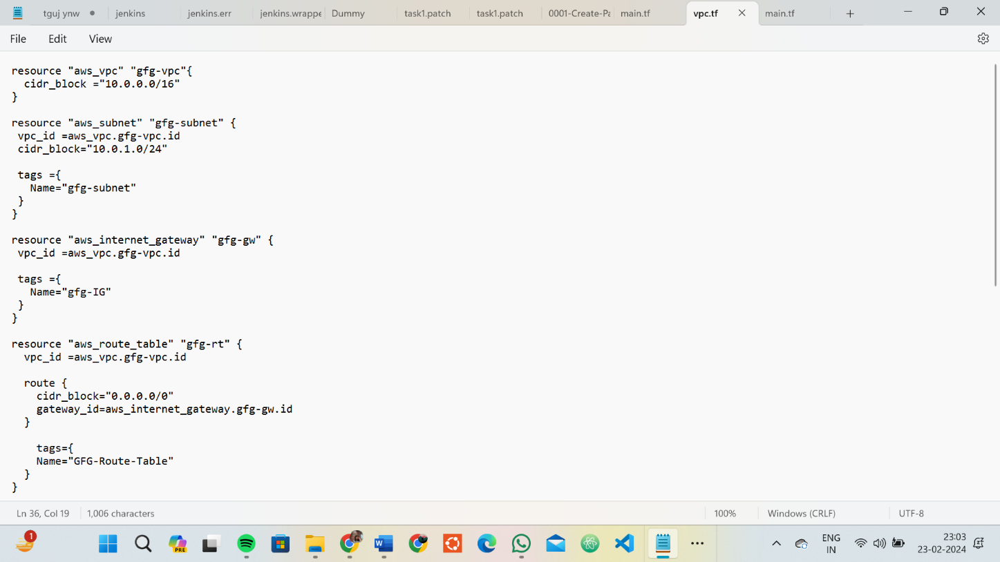 tguj ynw
jenkins
jenkins.err
jenkins.wrappe
Dummy
task1.patch
task1.patch
0001-Create-Pa
main.tf
vpc.tf
main.tf
File Edit View
resource "aws_vpc" "gfg-vpc"{
  cidr_block ="10.0.0.0/16"
}
resource "aws_subnet" "gfg-subnet" {
 vpc_id =aws_vpc.gfg-vpc.id
 cidr_block="10.0.1.0/24"
 tags ={
   Name="gfg-subnet"
 }
}
resource "aws_internet_gateway" "gfg-gw" {
 vpc_id =aws_vpc.gfg-vpc.id
 tags ={
   Name="gfg-IG"
 }
}
resource "aws_route_table" "gfg-rt" {
  vpc_id =aws_vpc.gfg-vpc.id
  route {
    cidr_block="0.0.0.0/0"
    gateway_id=aws_internet_gateway.gfg-gw.id
  }
    tags={
    Name="GFG-Route-Table"
  }
}
Ln 36, Col 19
1,006 characters
100%
Windows (CRLF)
UTF-8
1
PRE
W
ENG
IN
23:03
23-02-2024